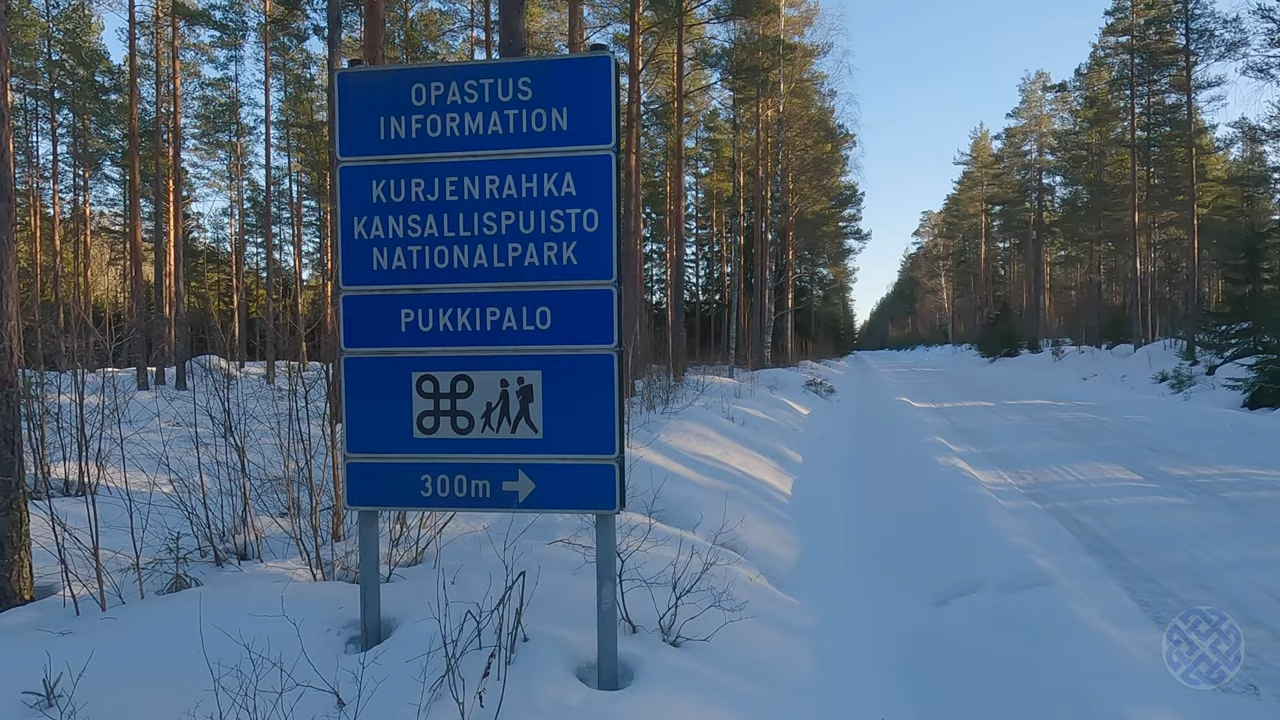 OPASTUS
INFORMATION
KURJENRAHKA
KANSALLISPUISTO
NATIONALPARK
PUKKIPALO
300m